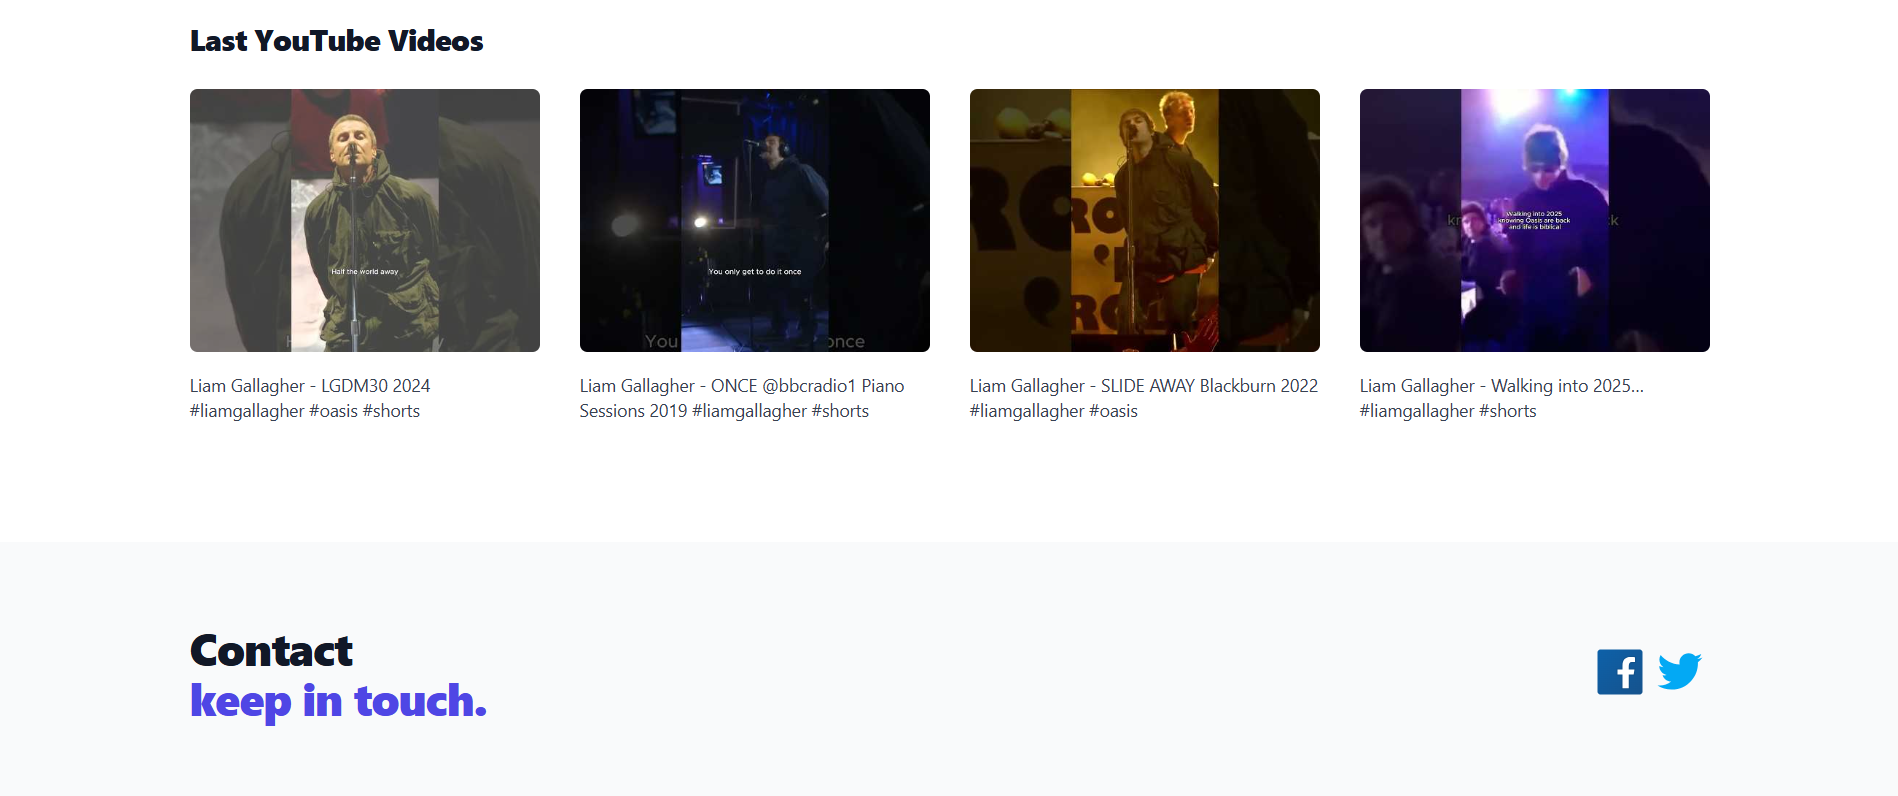 Last YouTube Videos
Half the world away
You only get to do it once
You
once
Walking into 2025
knowing Oasis are back
and life is biblical
Liam Gallagher - LGDM30 2024
#liamgallagher #oasis #shorts
Liam Gallagher - ONCE @bbcradio1 Piano
Sessions 2019 #liamgallagher #shorts
Liam Gallagher - SLIDE AWAY Blackburn 2022
#liamgallagher #oasis
Liam Gallagher - Walking into 2025...
#liamgallagher #shorts
Contact
keep in touch.